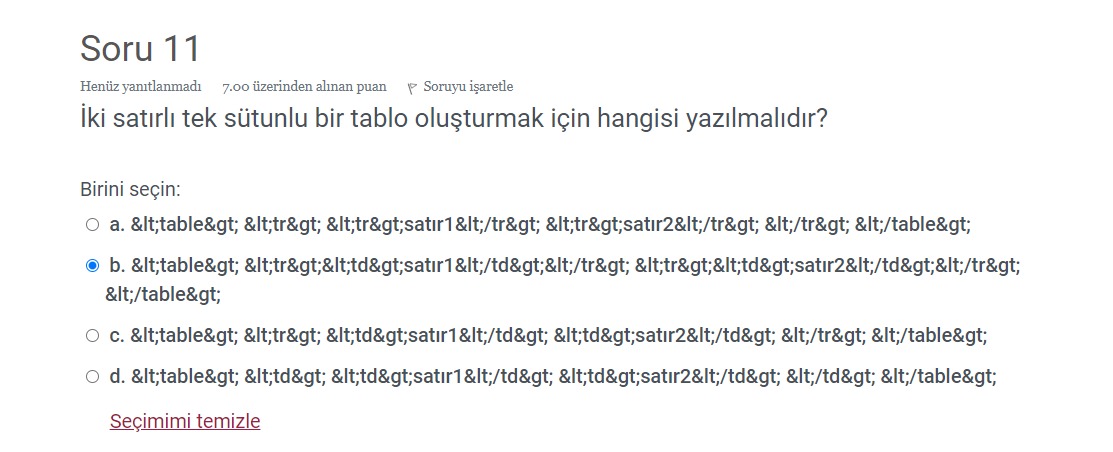 Soru 11
Henüz yanıtlanmadı 7.00 üzerinden alınan puan Soruyu işaretle
İki satırlı tek sütunlu bir tablo oluşturmak için hangisi yazılmalıdır?
Birini seçin:
a. &lt;table&gt; &lt;tr&gt; &lt;tr&gt;satır1&lt;/tr&gt; &lt;tr&gt;satır2&lt;/tr&gt; &lt;/tr&gt; &lt;/table&gt;
b. &lt;table&gt; &lt;tr&gt;&lt;td&gt;satır1&lt;/td&gt;&lt;/tr&gt; &lt;tr&gt;&lt;td&gt;satır2&lt;/td&gt;&lt;/tr&gt;
&lt;/table&gt;
c. &lt;table&gt; &lt;tr&gt; &lt;td&gt;satır1&lt;/td&gt; &lt;td&gt;satır2&lt;/td&gt; &lt;/tr&gt; &lt;/table&gt;
d. &lt;table&gt; &lt;td&gt; &lt;td&gt;satır1&lt;/td&gt; &lt;td&gt;satır2&lt;/td&gt; &lt;/td&gt; &lt;/table&gt;
Seçimimi temizle